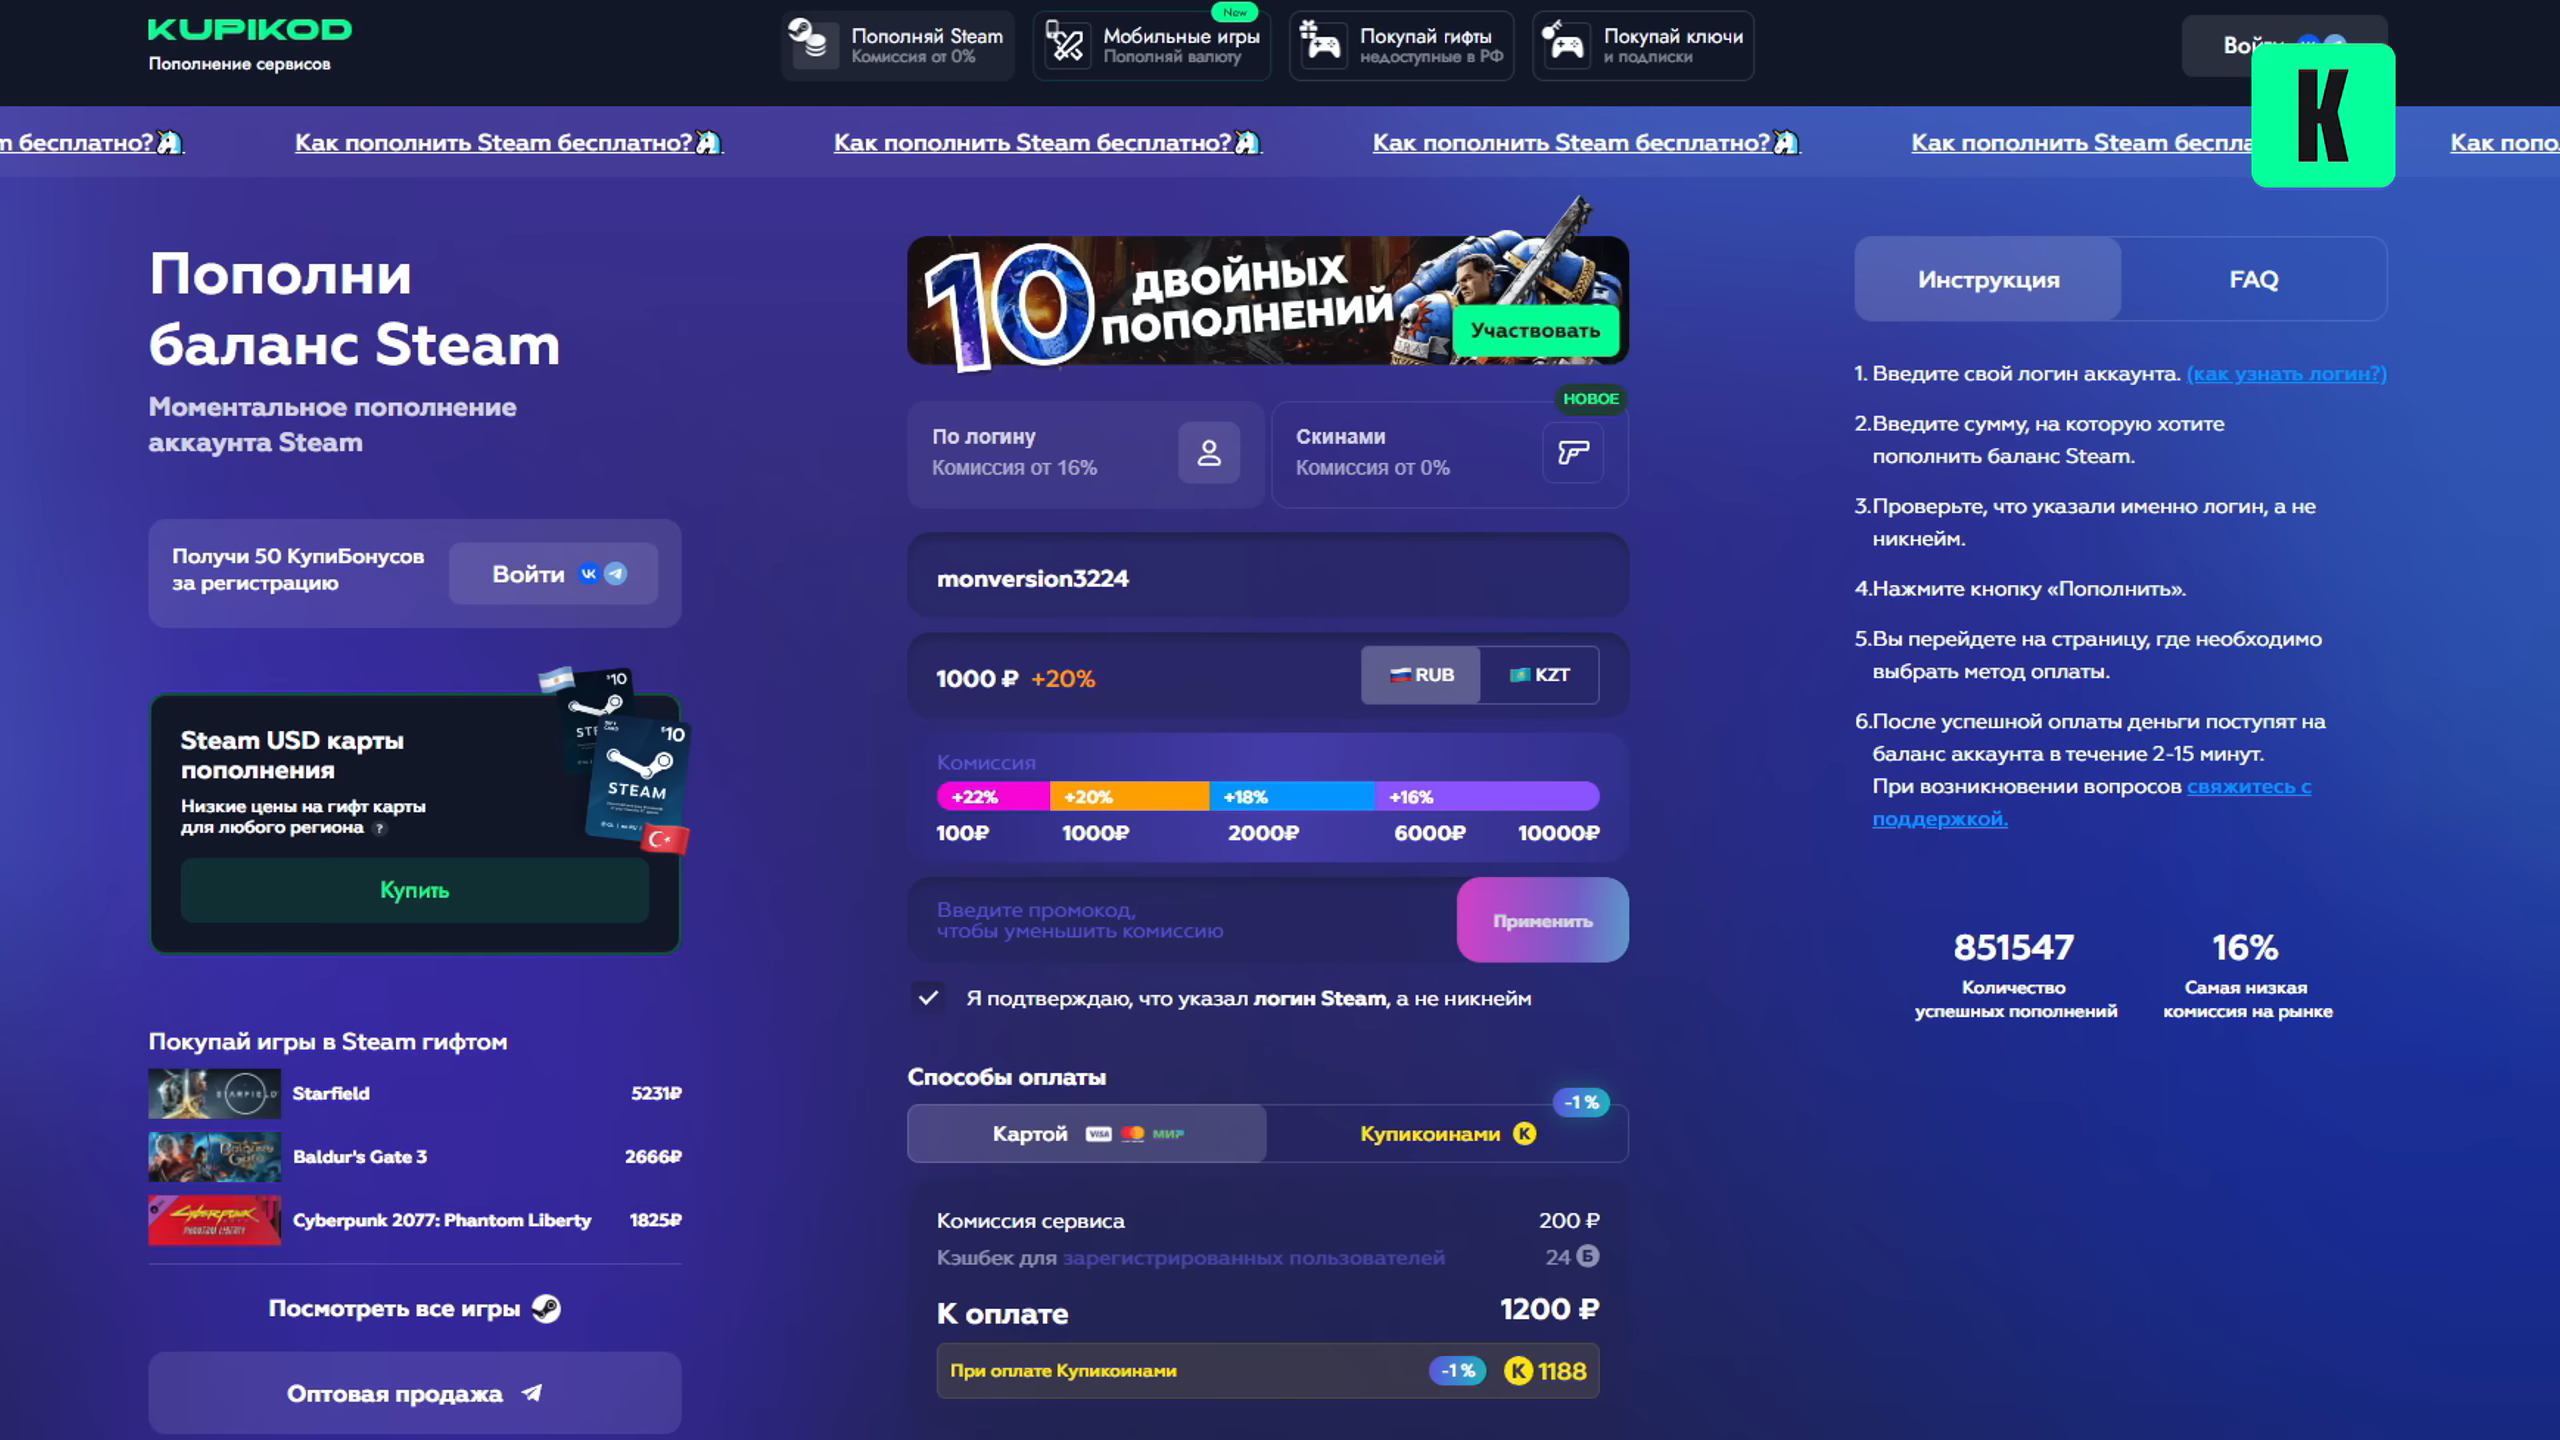 KUPIKOD
Пополнение сервисов
Пополняй Steam
Комиссия от 0%
New
Мобильные игры
Пополняй валюту
Покупай гифты
недоступные в РФ
Покупай ключи
и подписки
Войти
K
бесплатно?
Как пополнить Steam бесплатно?
Как пополнить Steam бесплатно?
Как пополнить Steam бесплатно?
Как пополнить Steam беспла
Как попо
Пополни
баланс Steam
Моментальное пополнение
аккаунта Steam
Получи 50 КупиБонусов
за регистрацию
Войти
Steam USD карты
пополнения
Низкие цены на гифт карты
для любого региона ?
$10
STE
$10
STEAM
Купить
Покупай игры в Steam гифтом
Starfield 5231₽
Baldur's Gate 3 2666₽
Cyberpunk 2077: Phantom Liberty 1825₽
Посмотреть все игры
Оптовая продажа
10 ДВОЙНЫХ
ПОПОЛНЕНИЙ
Участвовать
По логину
Комиссия от 16%
НОВОЕ
Скинами
Комиссия от 0%
monversion3224
1000 ₽ +20%
RUB
KZT
Комиссия
+22% +20% +18% +16%
100₽ 1000₽ 2000₽ 6000₽ 10000₽
Введите промокод,
чтобы уменьшить комиссию
Применить
Я подтверждаю, что указал логин Steam, а не никнейм
Способы оплаты
Картой VISA МИР
-1 %
Купикоинами K
Комиссия сервиса 200 ₽
Кэшбек для зарегистрированных пользователей 24 Б
К оплате 1200 ₽
При оплате Купикоинами -1 % K 1188
Инструкция
FAQ
1. Введите свой логин аккаунта. (как узнать логин?)
2.Введите сумму, на которую хотите
пополнить баланс Steam.
3.Проверьте, что указали именно логин, а не
никнейм.
4.Нажмите кнопку «Пополнить».
5.Вы перейдете на страницу, где необходимо
выбрать метод оплаты.
6.После успешной оплаты деньги поступят на
баланс аккаунта в течение 2-15 минут.
При возникновении вопросов свяжитесь с
поддержкой.
851547
Количество
успешных пополнений
16%
Самая низкая
комиссия на рынке